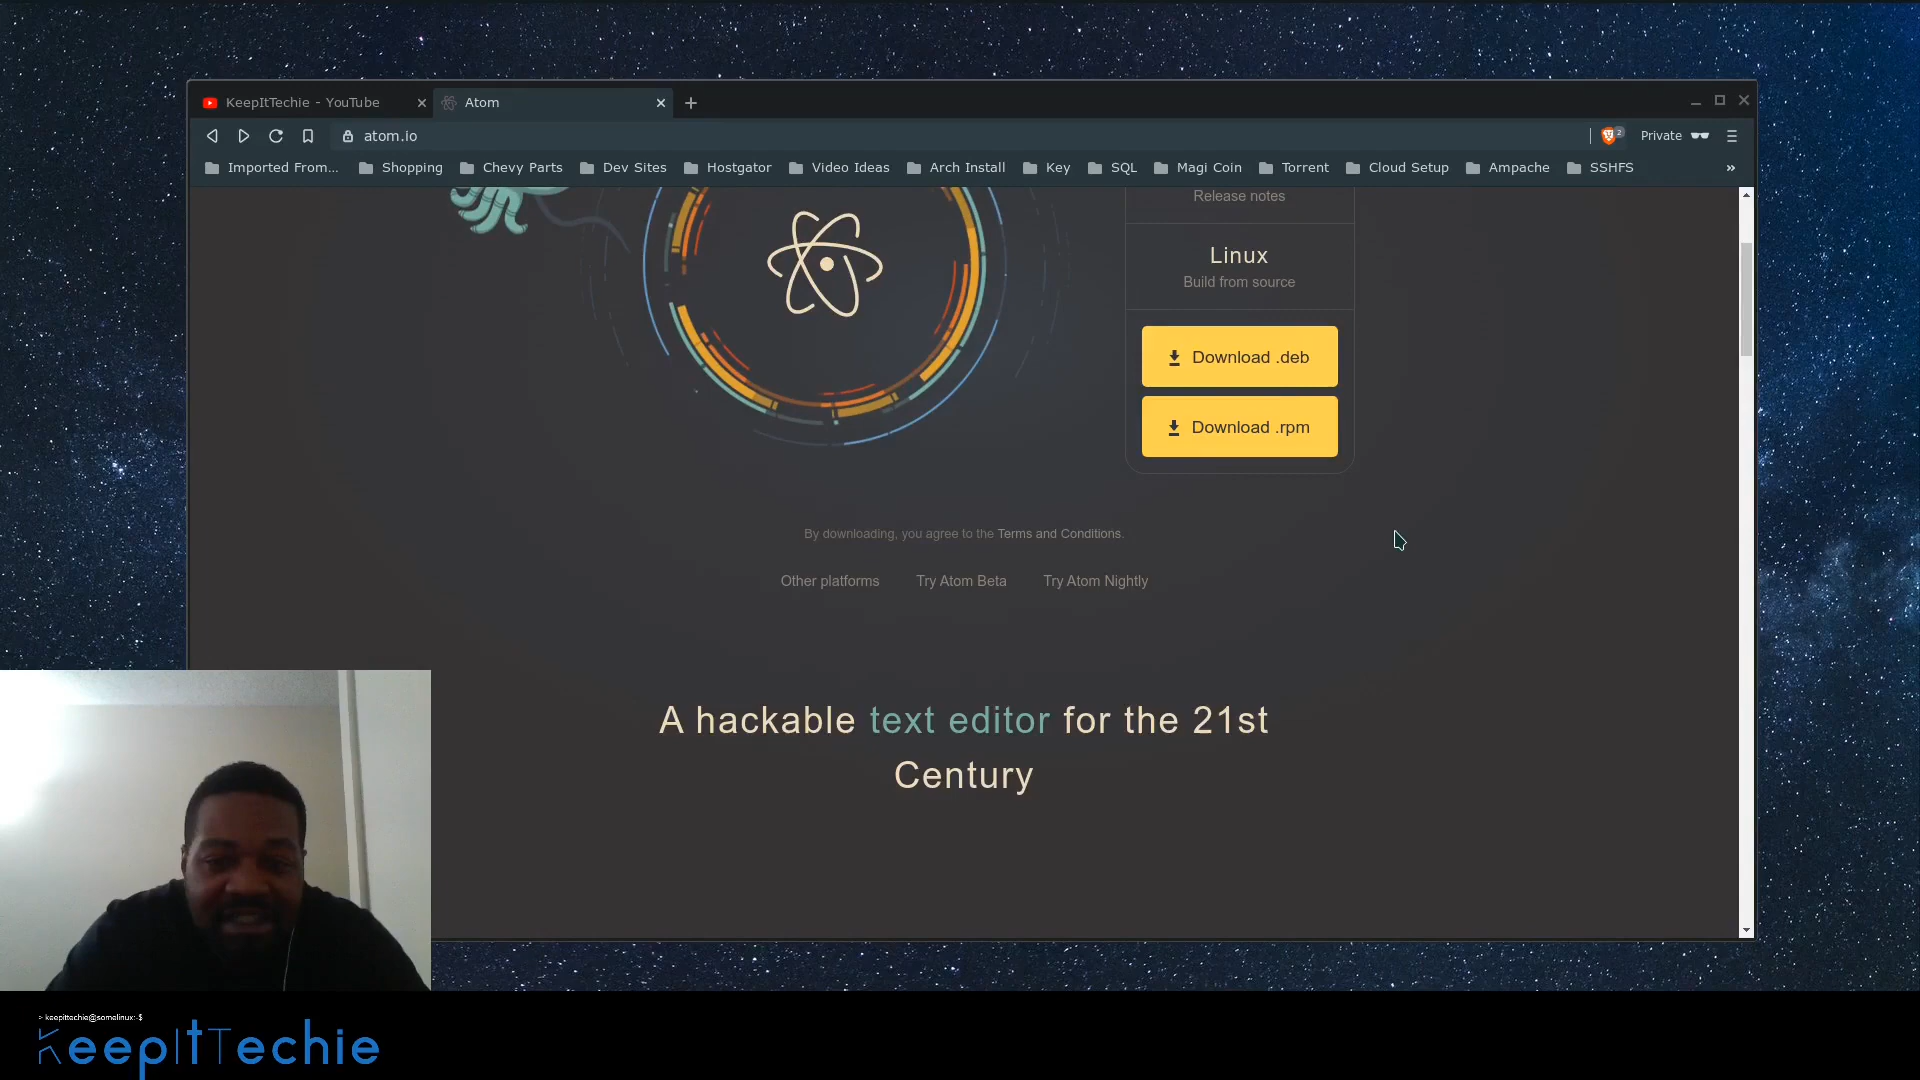 KeepItTechie - YouTube
Atom
atom.io
2
Private
Imported From...
Shopping
Chevy Parts
Dev Sites
Hostgator
Video Ideas
Arch Install
Key
SQL
Magi Coin
Torrent
Cloud Setup
Ampache
SSHFS
»
Release notes
Linux
Build from source
Download .deb
Download .rpm
By downloading, you agree to the Terms and Conditions.
Other platforms
Try Atom Beta
Try Atom Nightly
A hackable text editor for the 21st
Century
> keepittechie@somelinux:~$
KeepItTechie